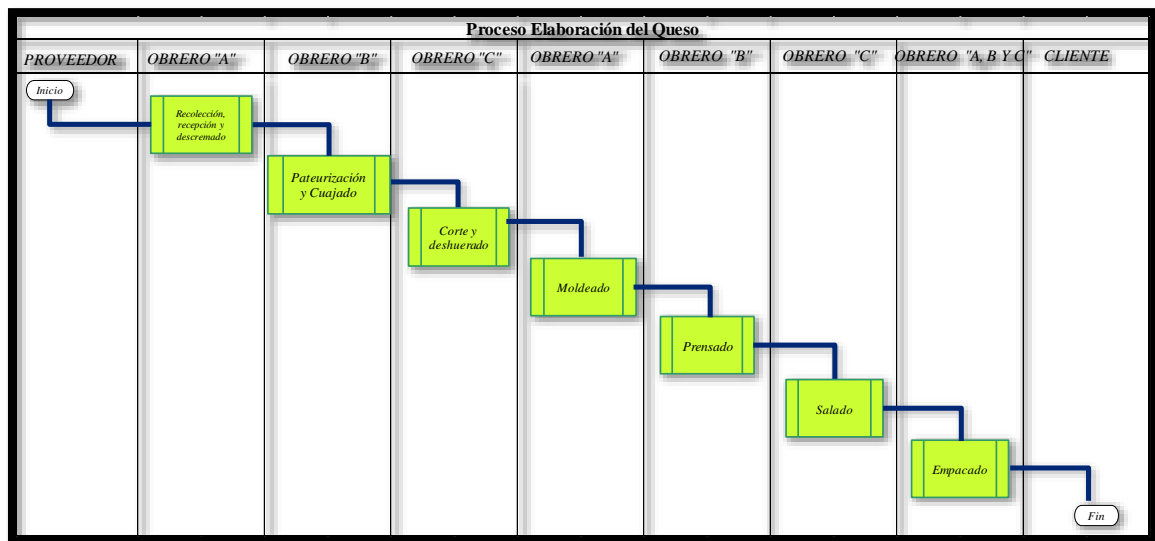 Proceso Elaboración del Queso
PROVEEDOR
OBRERO "A"
OBRERO "B"
OBRERO "C"
OBRERO "A"
OBRERO "B"
OBRERO "C"
OBRERO "A, B Y C"
CLIENTE
Inicio
Recolección,
recepción y
descremado
Pateurización
y Cuajado
Corte y
deshuerado
Moldeado
Prensado
Salado
Empacado
Fin